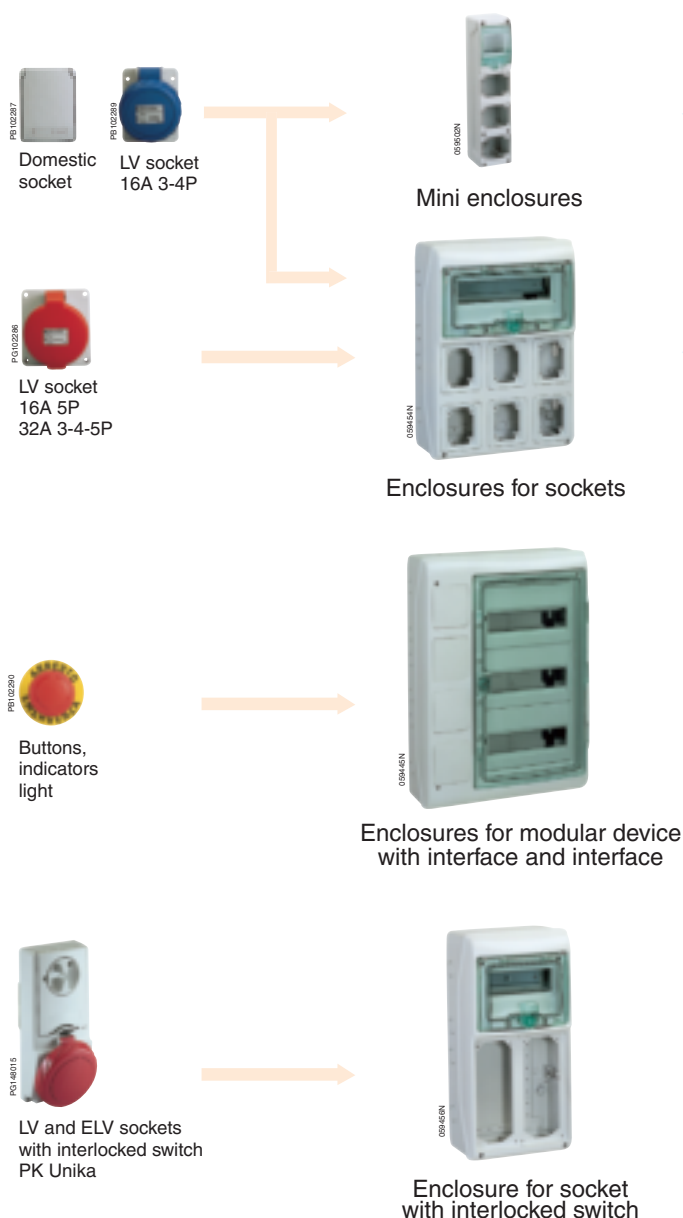 PB102287
Domestic
socket
PB102289
LV socket
16A 3-4P
059502N
Mini enclosures
PG102286
LV socket
16A 5P
32A 3-4-5P
059454N
Enclosures for sockets
PB102290
Buttons,
indicators
light
059445N
Enclosures for modular device
with interface and interface
PG148015
LV and ELV sockets
with interlocked switch
PK Unika
059456N
Enclosure for socket
with interlocked switch